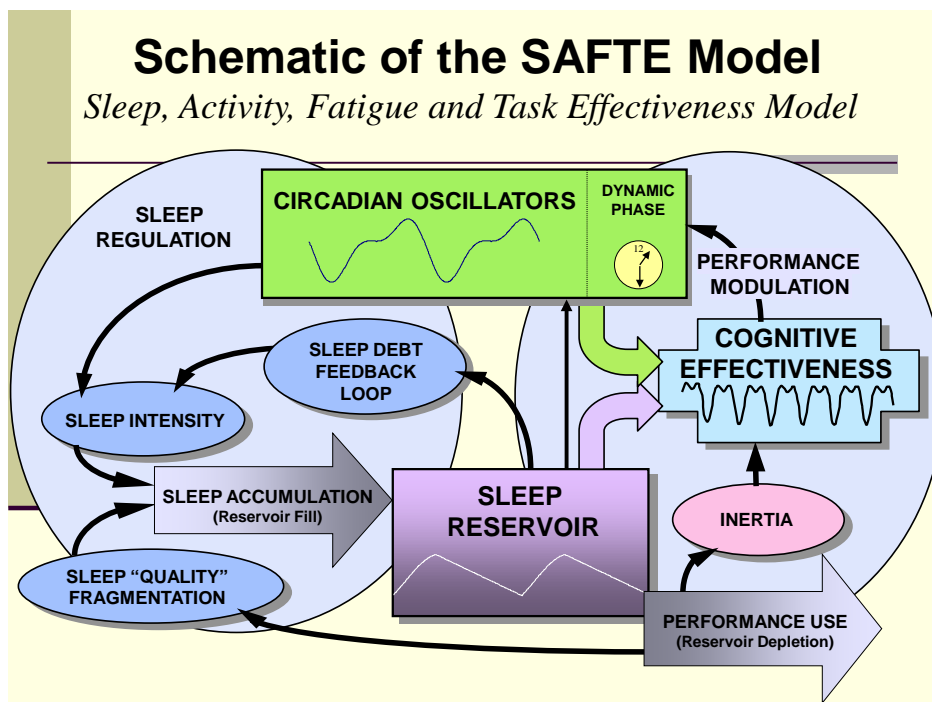 Schematic of the SAFTE Model
Sleep, Activity, Fatigue and Task Effectiveness Model
SLEEP
REGULATION
CIRCADIAN OSCILLATORS
DYNAMIC
PHASE
12
PERFORMANCE
MODULATION
SLEEP DEBT
FEEDBACK
LOOP
COGNITIVE
EFFECTIVENESS
SLEEP INTENSITY
SLEEP ACCUMULATION
(Reservoir Fill)
SLEEP
RESERVOIR
INERTIA
SLEEP “QUALITY”
FRAGMENTATION
PERFORMANCE USE
(Reservoir Depletion)